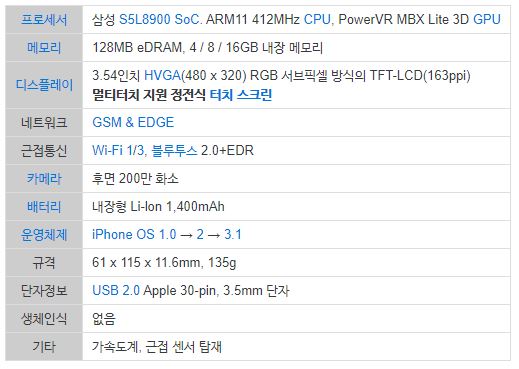 프로세서 삼성 S5L8900 SoC. ARM11 412MHz CPU, PowerVR MBX Lite 3D GPU
메모리 128MB eDRAM, 4 / 8 / 16GB 내장 메모리
디스플레이 3.54인치 HVGA(480 x 320) RGB 서브픽셀 방식의 TFT-LCD(163ppi)
멀티터치 지원 정전식 터치 스크린
네트워크 GSM & EDGE
근접통신 Wi-Fi 1/3, 블루투스 2.0+EDR
카메라 후면 200만 화소
배터리 내장형 Li-Ion 1,400mAh
운영체제 iPhone OS 1.0 → 2 → 3.1
규격 61 x 115 x 11.6mm, 135g
단자정보 USB 2.0 Apple 30-pin, 3.5mm 단자
생체인식 없음
기타 가속도계, 근접 센서 탑재